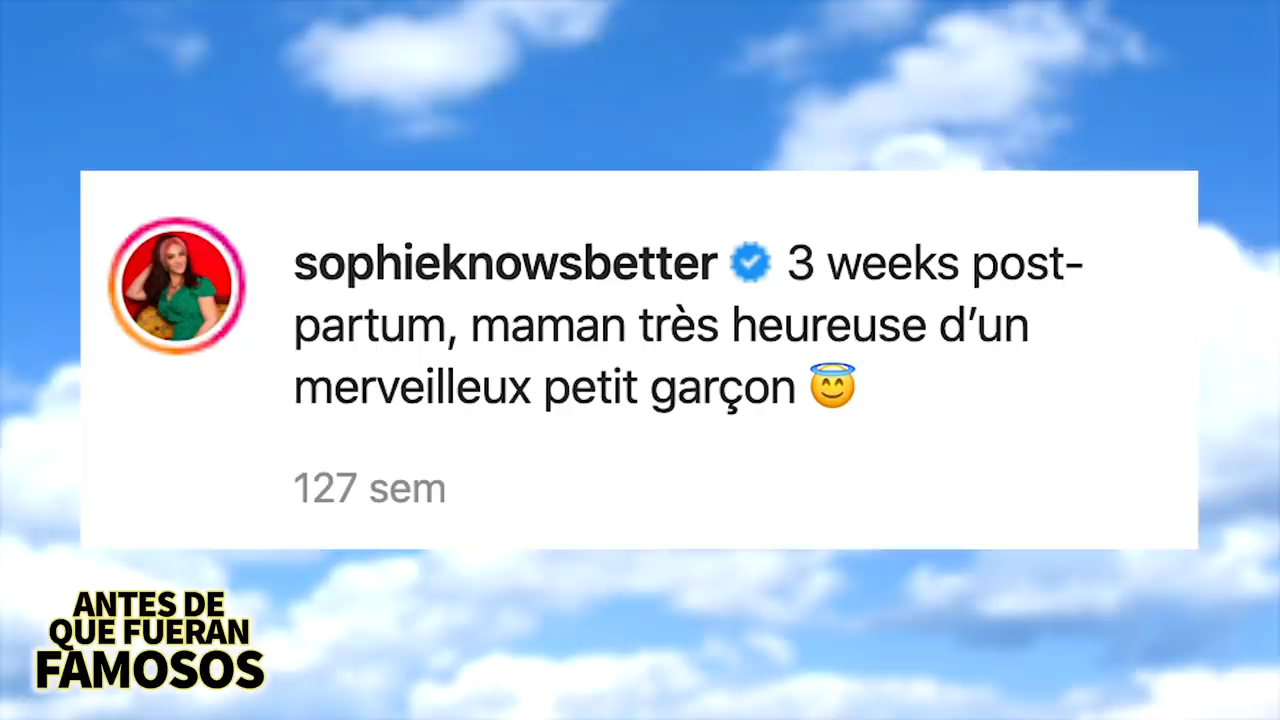 sophieknowsbetter 3 weeks post-
partum, maman très heureuse d’un
merveilleux petit garçon 😇
127 sem
ANTES DE
QUE FUERAN
FAMOSOS